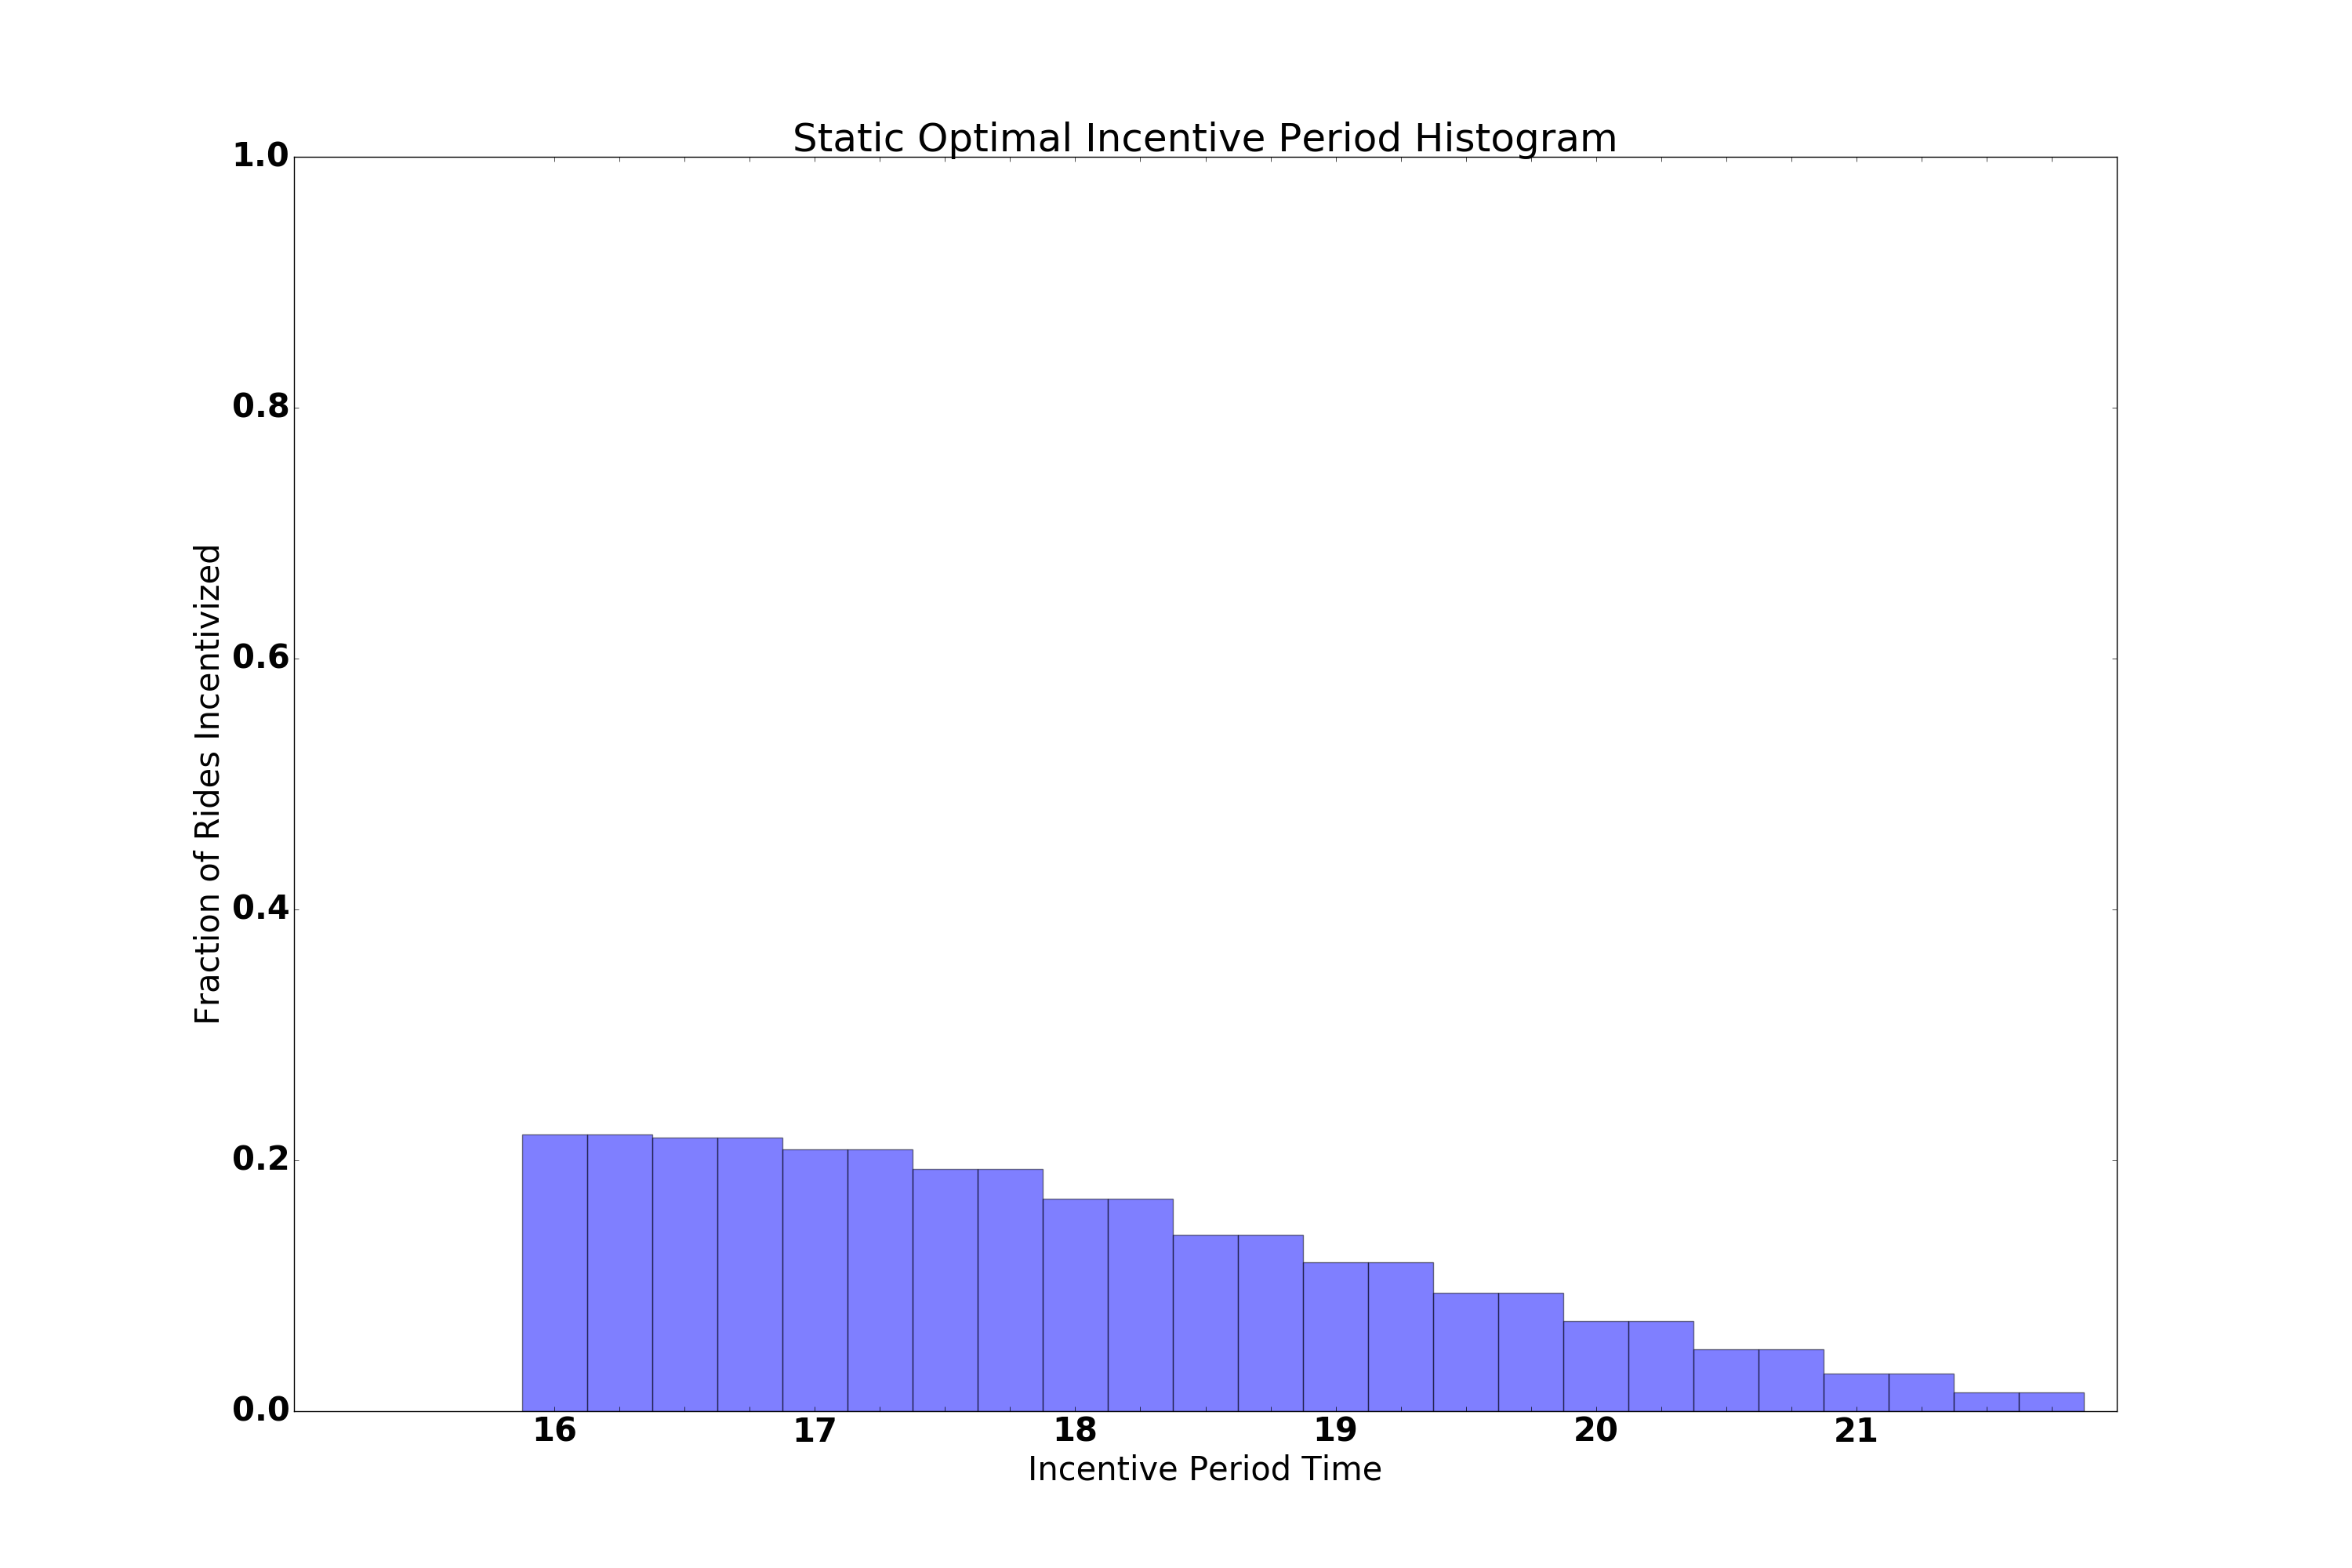 Static Optimal Incentive Period Histogram
1.0
0.8
0.6
0.4
0.2
0.0
Fraction of Rides Incentivized
16 17 18 19 20 21
Incentive Period Time